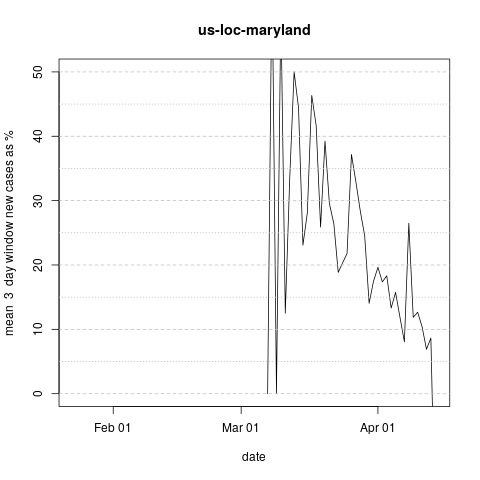 us-loc-maryland
mean 3 day window new cases as %
50
40
30
20
10
0
Feb 01
Mar 01
Apr 01
date